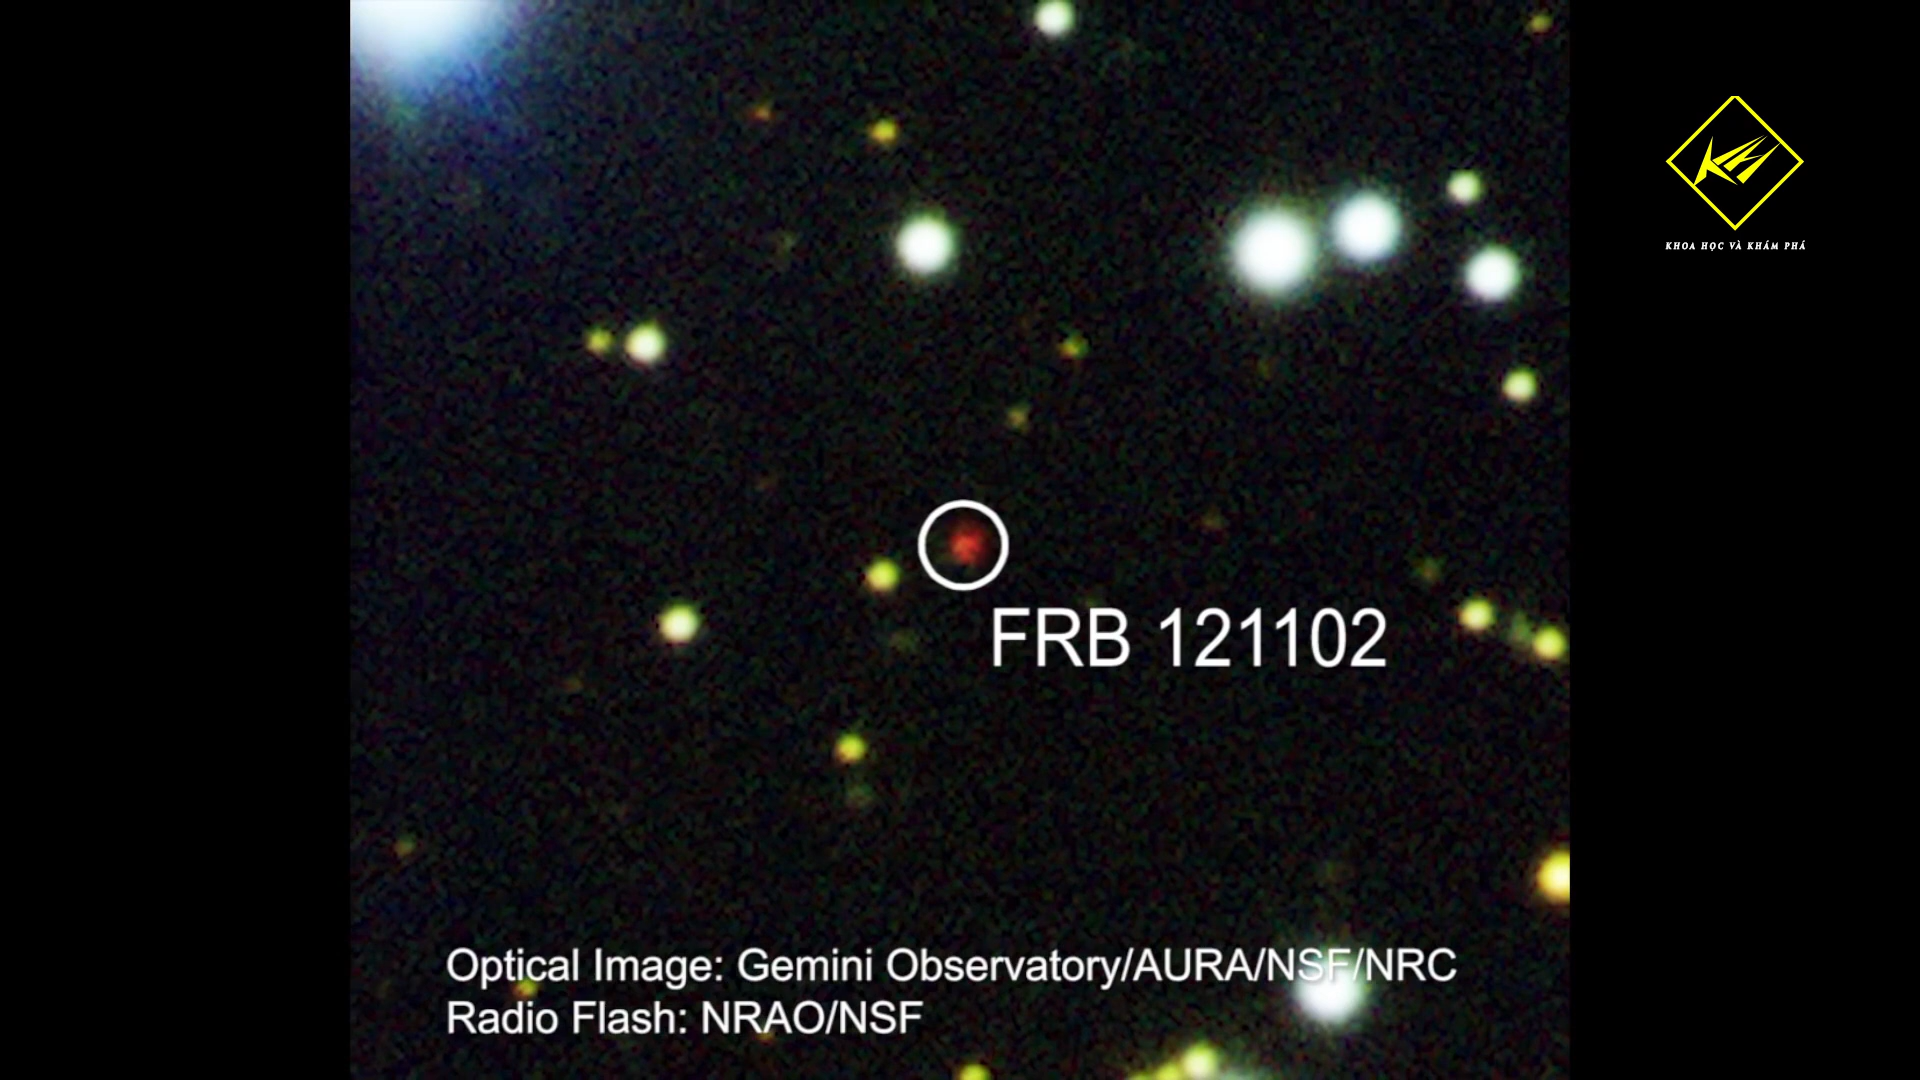 KHOA HỌC VÀ KHÁM PHÁ
FRB 121102
Optical Image: Gemini Observatory/AURA/NSF/NRC
Radio Flash: NRAO/NSF